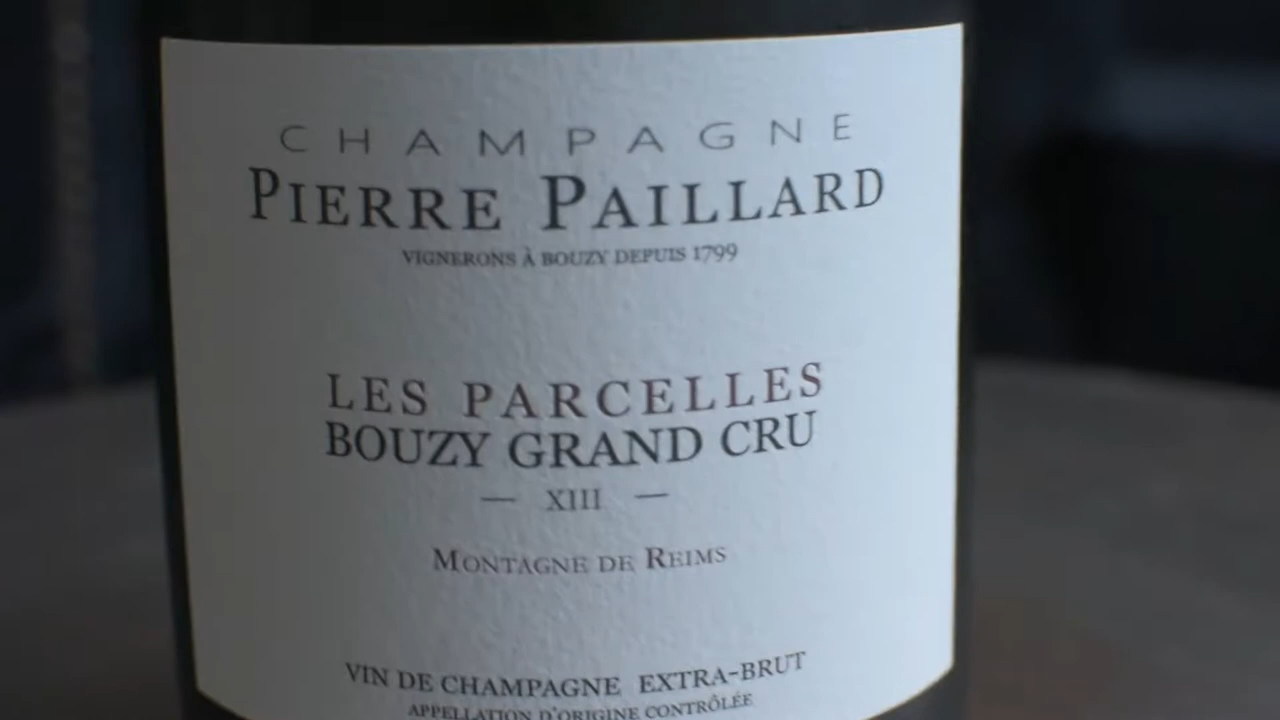 CHAMPAGNE
PIERRE PAILLARD
VIGNERONS À BOUZY DEPUIS 1799
LES PARCELLES
BOUZY GRAND CRU
— XIII —
MONTAGNE DE REIMS
VIN DE CHAMPAGNE EXTRA-BRUT
APPELLATION D'ORIGINE CONTRÔLÉE